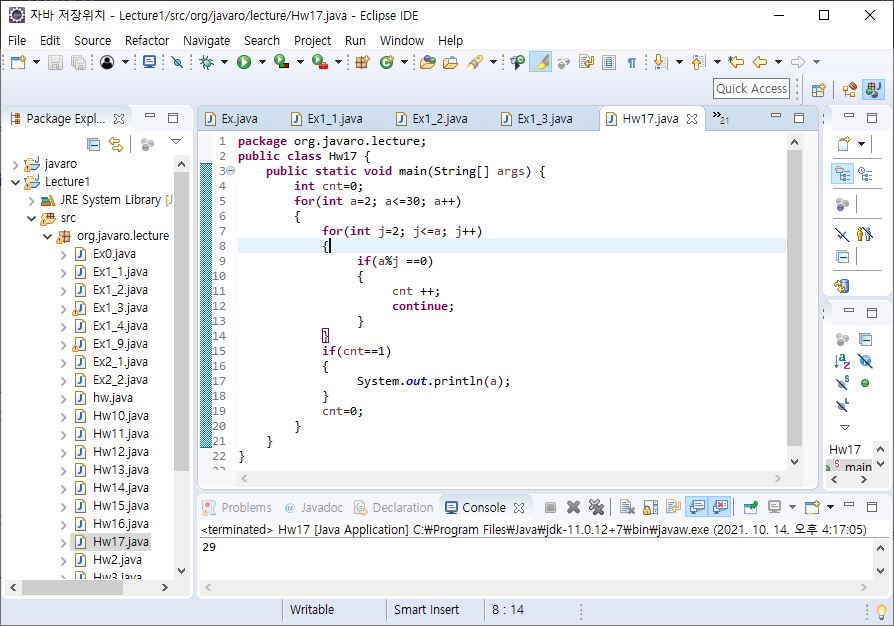 자바 저장위치 - Lecture1/src/org/javaro/lecture/Hw17.java - Eclipse IDE
File Edit Source Refactor Navigate Search Project Run Window Help
Quick Access
Package Expl...
Ex.java Ex1_1.java Ex1_2.java Ex1_3.java Hw17.java »21
javaro
Lecture1
JRE System Library [J
src
org.javaro.lecture
Ex0.java
Ex1_1.java
Ex1_2.java
Ex1_3.java
Ex1_4.java
Ex1_9.java
Ex2_1.java
Ex2_2.java
hw.java
Hw10.java
Hw11.java
Hw12.java
Hw13.java
Hw14.java
Hw15.java
Hw16.java
Hw17.java
Hw2.java
Hw3.java
1 package org.javaro.lecture;
2 public class Hw17 {
3 public static void main(String[] args) {
4 int cnt=0;
5 for(int a=2; a<=30; a++)
6 {
7 for(int j=2; j<=a; j++)
8 {
9 if(a%j ==0)
10 {
11 cnt ++;
12 continue;
13 }
14 }
15 if(cnt==1)
16 {
17 System.out.println(a);
18 }
19 cnt=0;
20 }
21 }
22 }
23
Hw17
main
Problems @ Javadoc Declaration Console
<terminated> Hw17 [Java Application] C:₩Program Files₩Java₩jdk-11.0.12+7₩bin₩javaw.exe (2021. 10. 14. 오후 4:17:05)
29
Writable Smart Insert 8 : 14